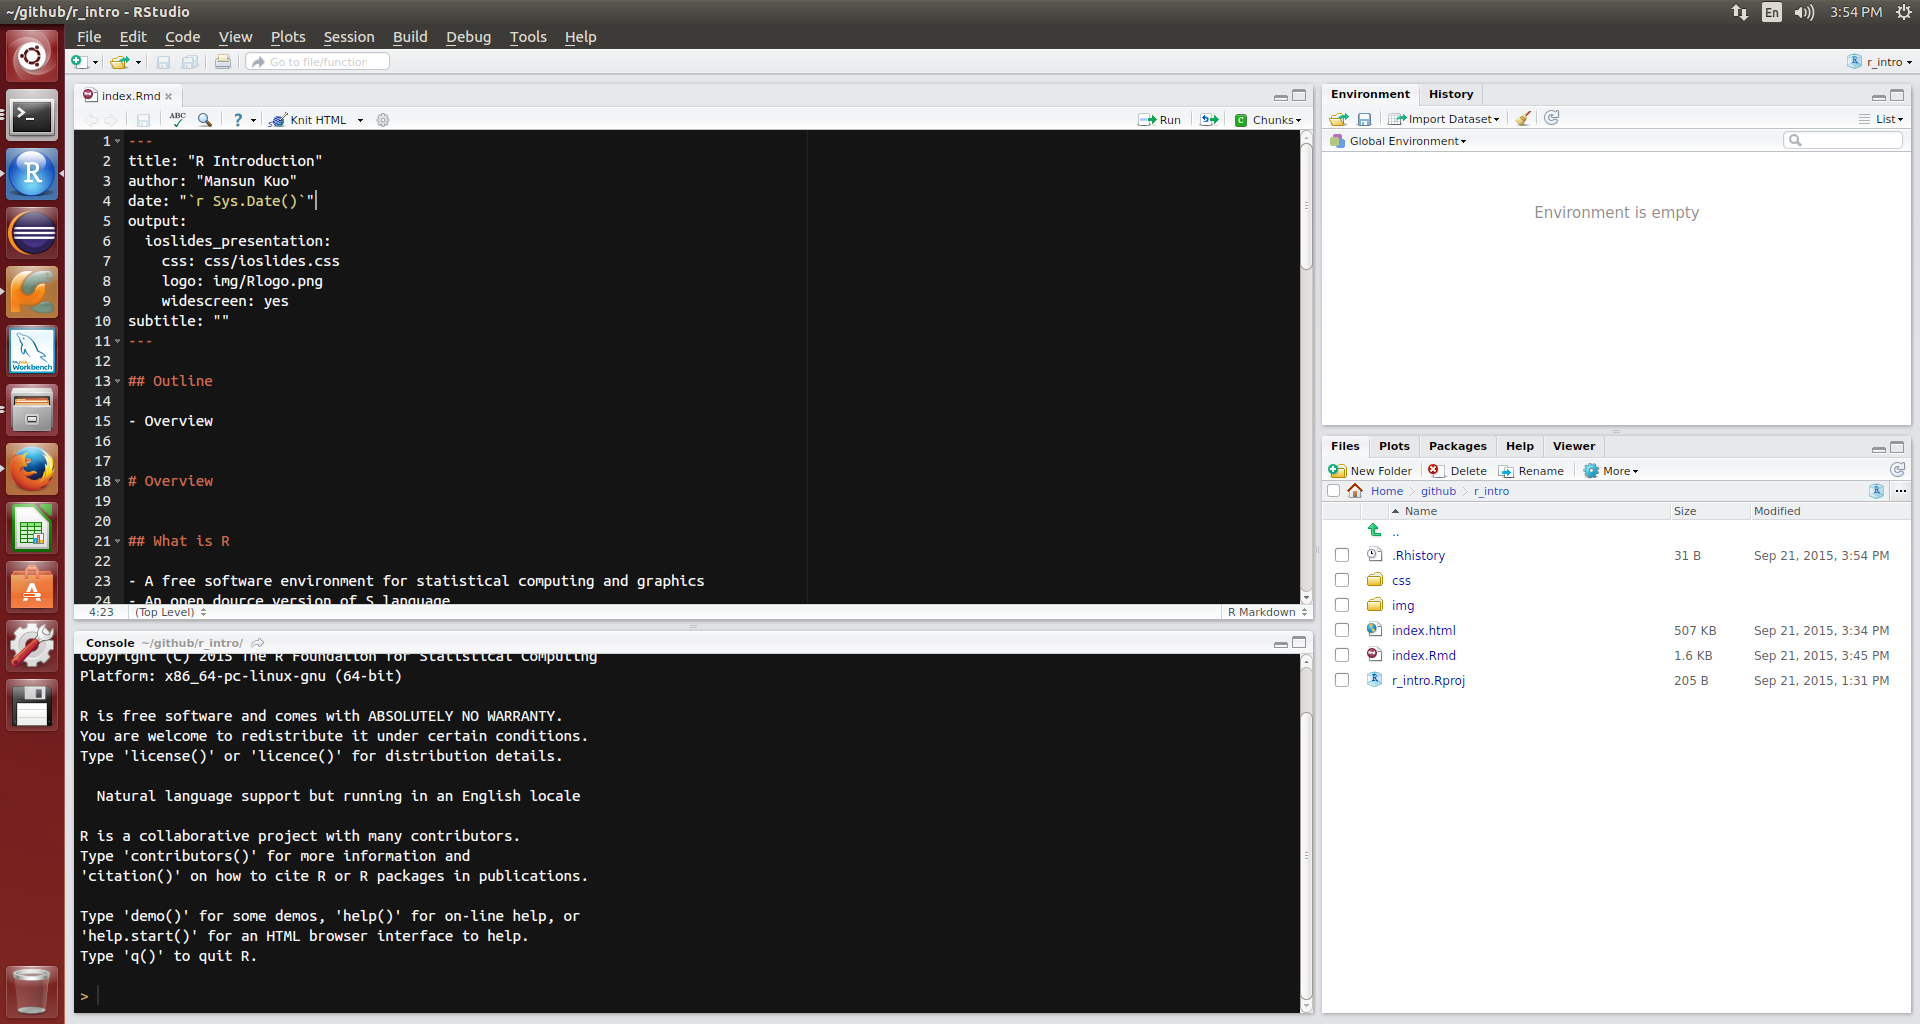 ~/github/r_intro - RStudio
En
3:54 PM
File Edit Code View Plots Session Build Debug Tools Help
Go to file/function
r_intro
index.Rmd
ABC
?
Knit HTML
Run
C Chunks
1 ---
2 title: "R Introduction"
3 author: "Mansun Kuo"
4 date: "`r Sys.Date()`"
5 output:
6 ioslides_presentation:
7 css: css/ioslides.css
8 logo: img/Rlogo.png
9 widescreen: yes
10 subtitle: ""
11 ---
12
13 ## Outline
14
15 - Overview
16
17
18 # Overview
19
20
21 ## What is R
22
23 - A free software environment for statistical computing and graphics
24 - An open dource version of S language
4:23 (Top Level) R Markdown
Console ~/github/r_intro/
Copyright (C) 2015 The R Foundation for Statistical Computing
Platform: x86_64-pc-linux-gnu (64-bit)
R is free software and comes with ABSOLUTELY NO WARRANTY.
You are welcome to redistribute it under certain conditions.
Type 'license()' or 'licence()' for distribution details.
Natural language support but running in an English locale
R is a collaborative project with many contributors.
Type 'contributors()' for more information and
'citation()' on how to cite R or R packages in publications.
Type 'demo()' for some demos, 'help()' for on-line help, or
'help.start()' for an HTML browser interface to help.
Type 'q()' to quit R.
>
Environment History
Import Dataset
List
Global Environment
Environment is empty
Files Plots Packages Help Viewer
New Folder Delete Rename More
Home github r_intro
...
Name Size Modified
..
.Rhistory 31 B Sep 21, 2015, 3:54 PM
css
img
index.html 507 KB Sep 21, 2015, 3:34 PM
index.Rmd 1.6 KB Sep 21, 2015, 3:45 PM
r_intro.Rproj 205 B Sep 21, 2015, 1:31 PM
>_
R
Workbench
A